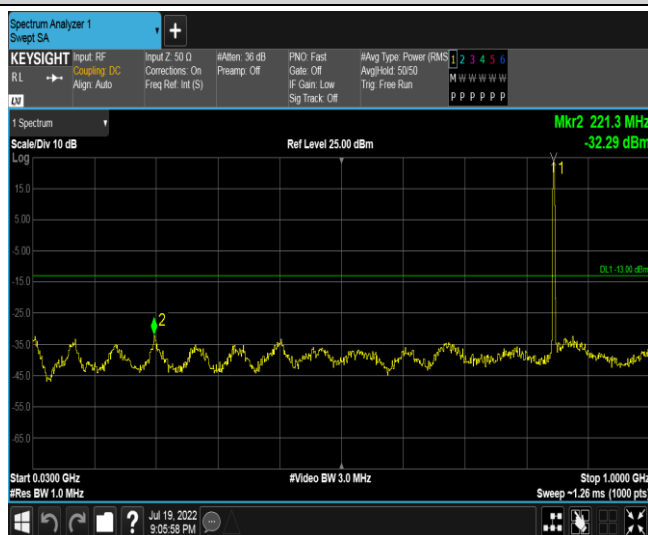 Spectrum Analyzer 1
Swept SA
+
KEYSIGHT
RL
LXI
Input: RF
Coupling: DC
Align: Auto
Input Z: 50 Ω
Corrections: On
Freq Ref: Int (S)
#Atten: 36 dB
Preamp: Off
PNO: Fast
Gate: Off
IF Gain: Low
Sig Track: Off
#Avg Type: Power (RMS
Avg|Hold: 50/50
Trig: Free Run
1 2 3 4 5 6
M W W W W W
P P P P P P
1 Spectrum
Mkr2 221.3 MHz
Scale/Div 10 dB
Ref Level 25.00 dBm
-32.29 dBm
Log
1
15.0
5.00
-5.00
DL1 -13.00 dBm
-15.0
-25.0
2
-35.0
-45.0
-55.0
-65.0
Start 0.0300 GHz
#Video BW 3.0 MHz
Stop 1.0000 GHz
#Res BW 1.0 MHz
Sweep ~1.26 ms (1000 pts)
?
Jul 19, 2022
9:05:58 PM